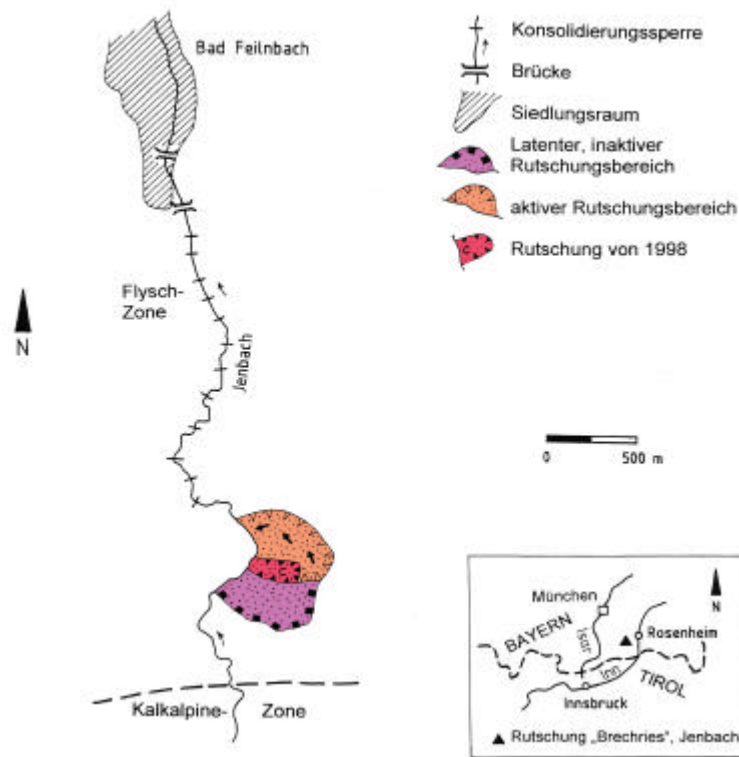 Bad Feilnbach
Konsolidierungssperre
Brücke
Siedlungsraum
Latenter, inaktiver
Rutschungsbereich
aktiver Rutschungsbereich
Rutschung von 1998
Flysch-
Zone
N
Jenbach
0 500 m
Kalkalpine- Zone
München
N
BAYERN
Isar
Rosenheim
Inn
TIROL
Innsbruck
Rutschung „Brechries", Jenbach